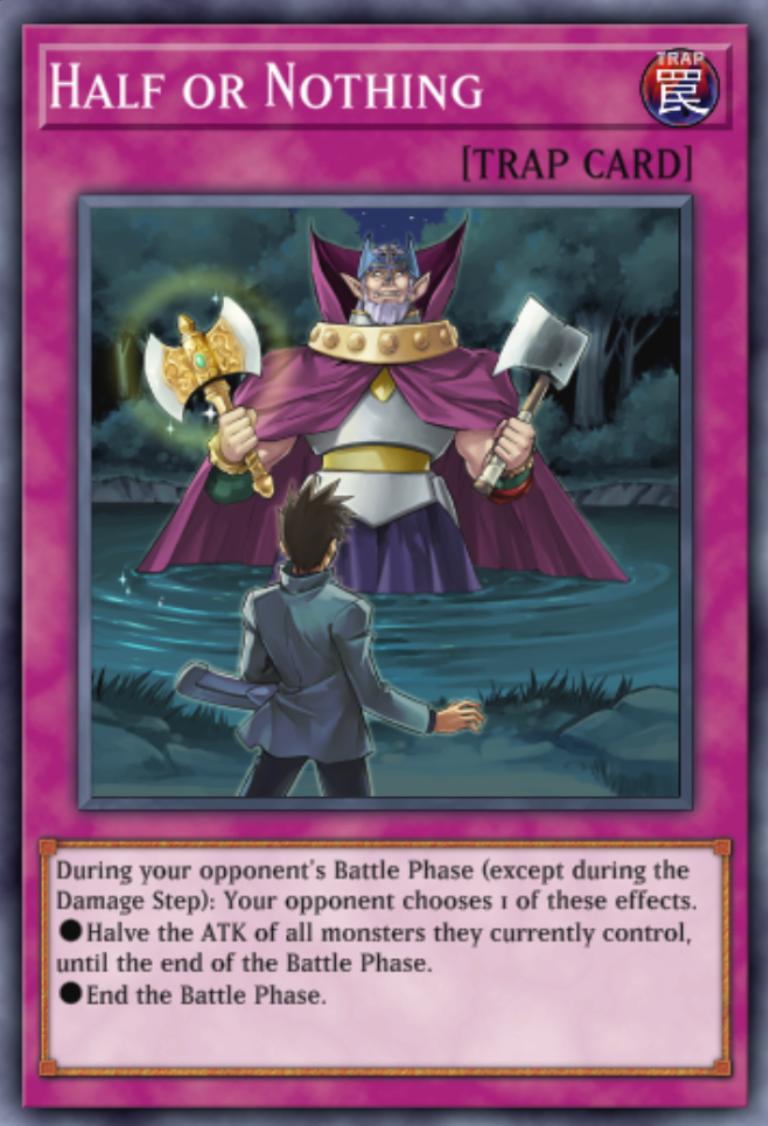 Half or Nothing
TRAP
罠
[TRAP CARD]
During your opponent's Battle Phase (except during the
Damage Step): Your opponent chooses 1 of these effects.
●Halve the ATK of all monsters they currently control,
until the end of the Battle Phase.
●End the Battle Phase.